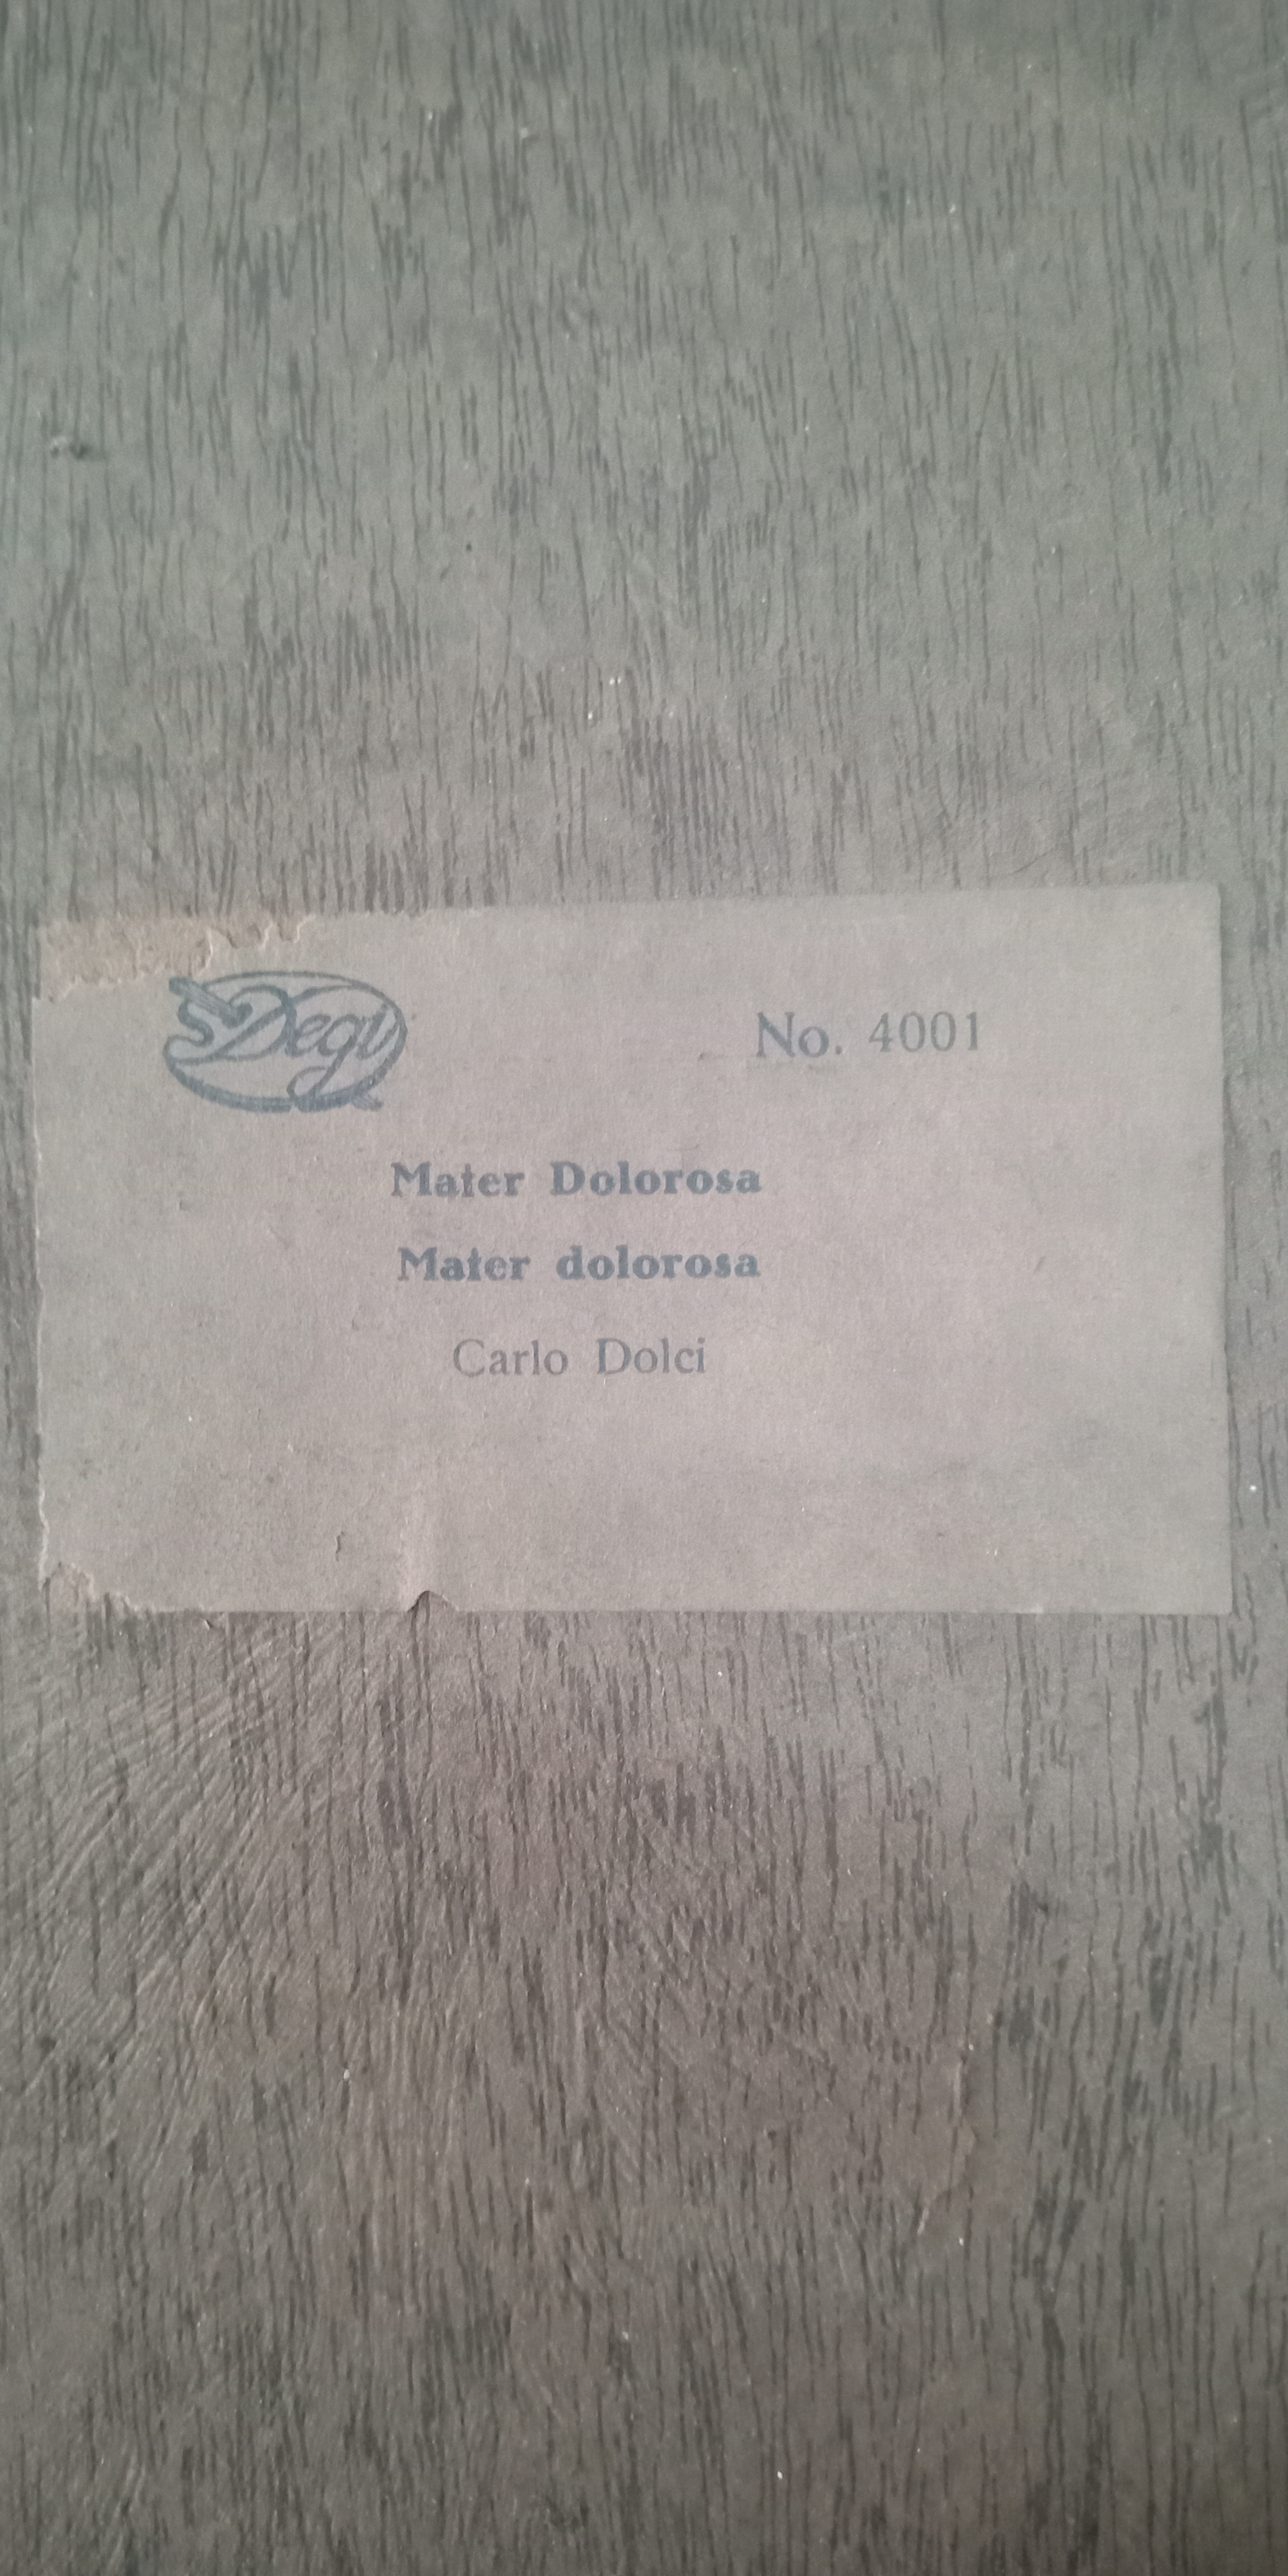 Degi
No. 4001
Mater Dolorosa
Mater dolorosa
Carlo Dolci